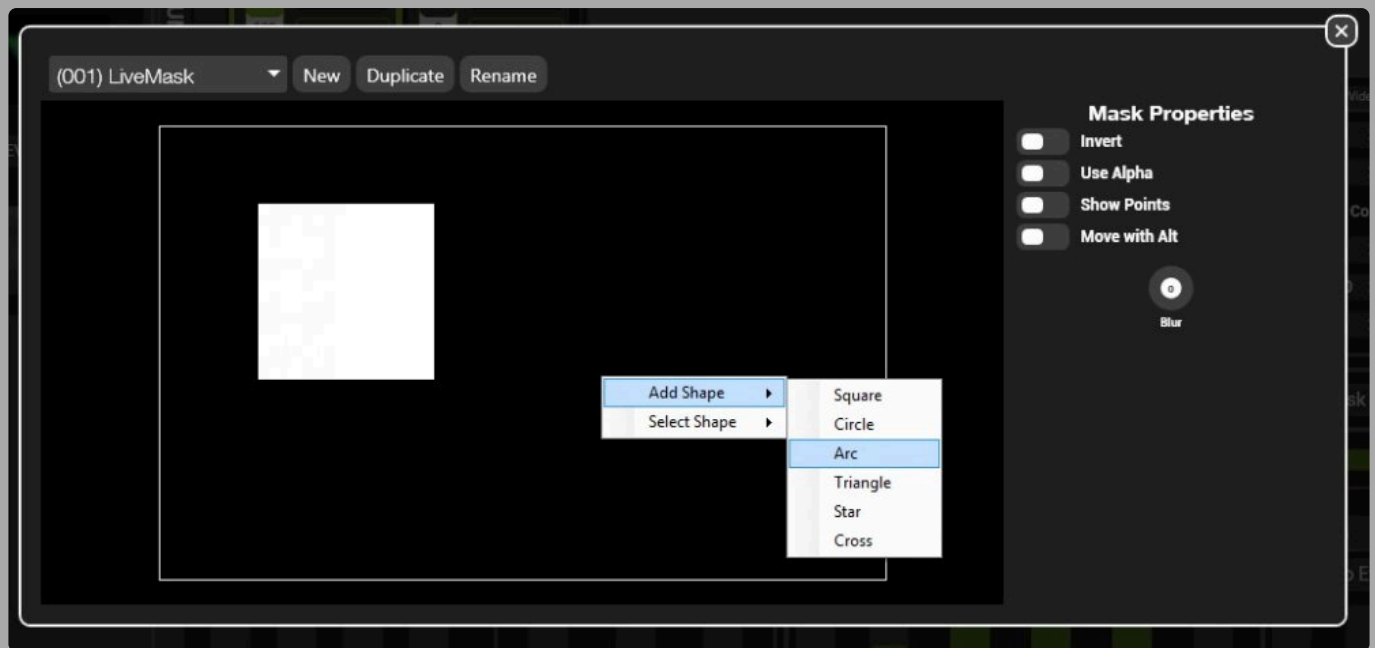 (001) LiveMask New Duplicate Rename
Mask Properties
Invert
Use Alpha
Show Points
Move with Alt
0
Blur
Add Shape
Select Shape
Square
Circle
Arc
Triangle
Star
Cross